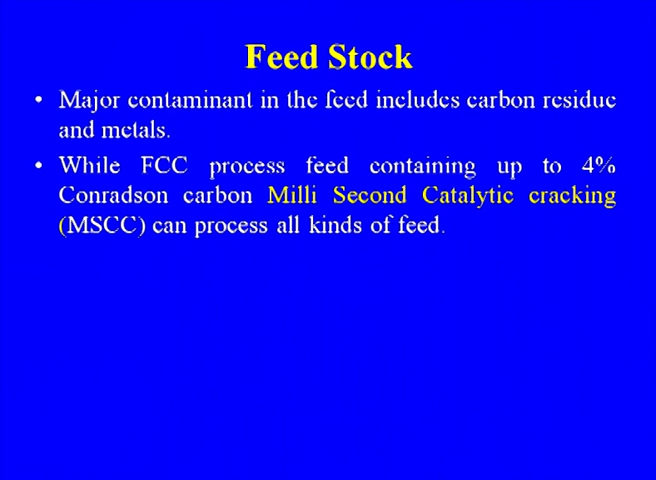 Feed Stock
• Major contaminant in the feed includes carbon residue
and metals.
• While FCC process feed containing up to 4%
Conradson carbon Milli Second Catalytic cracking
(MSCC) can process all kinds of feed.